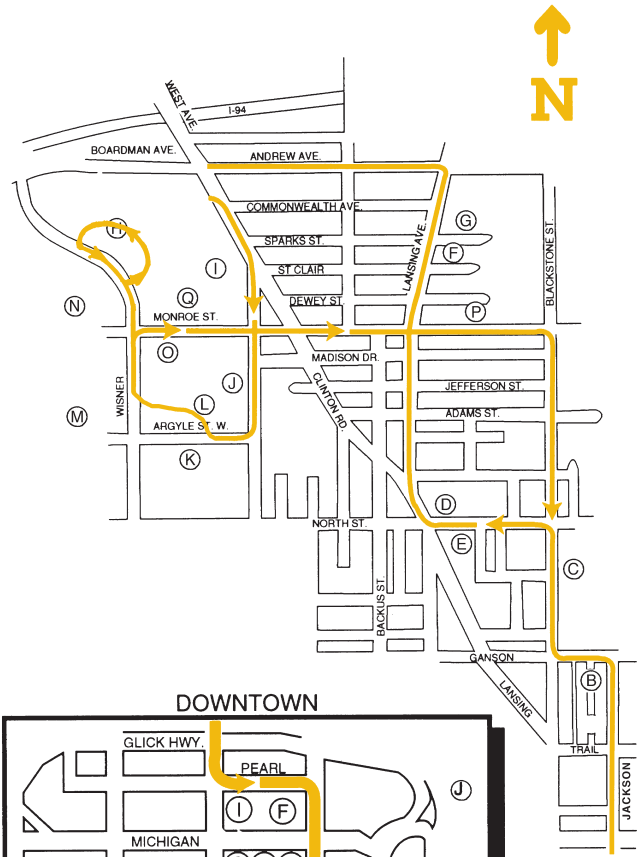 N
WEST AVE.
I-94
BOARDMAN AVE.
ANDREW AVE.
COMMONWEALTH AVE.
H
G
SPARKS ST.
LANSING AVE.
F
BLACKSTONE ST.
I
ST CLAIR
Q
DEWEY ST.
N
MONROE ST.
P
O
MADISON DR.
J
CLINTON RD.
JEFFERSON ST.
WISNER
L
ADAMS ST.
M
ARGYLE ST. W.
K
D
NORTH ST.
E
C
BACKUS ST.
GANSON
B
LANSING
DOWNTOWN
GLICK HWY.
TRAIL
PEARL
JACKSON
J
I
F
MICHIGAN